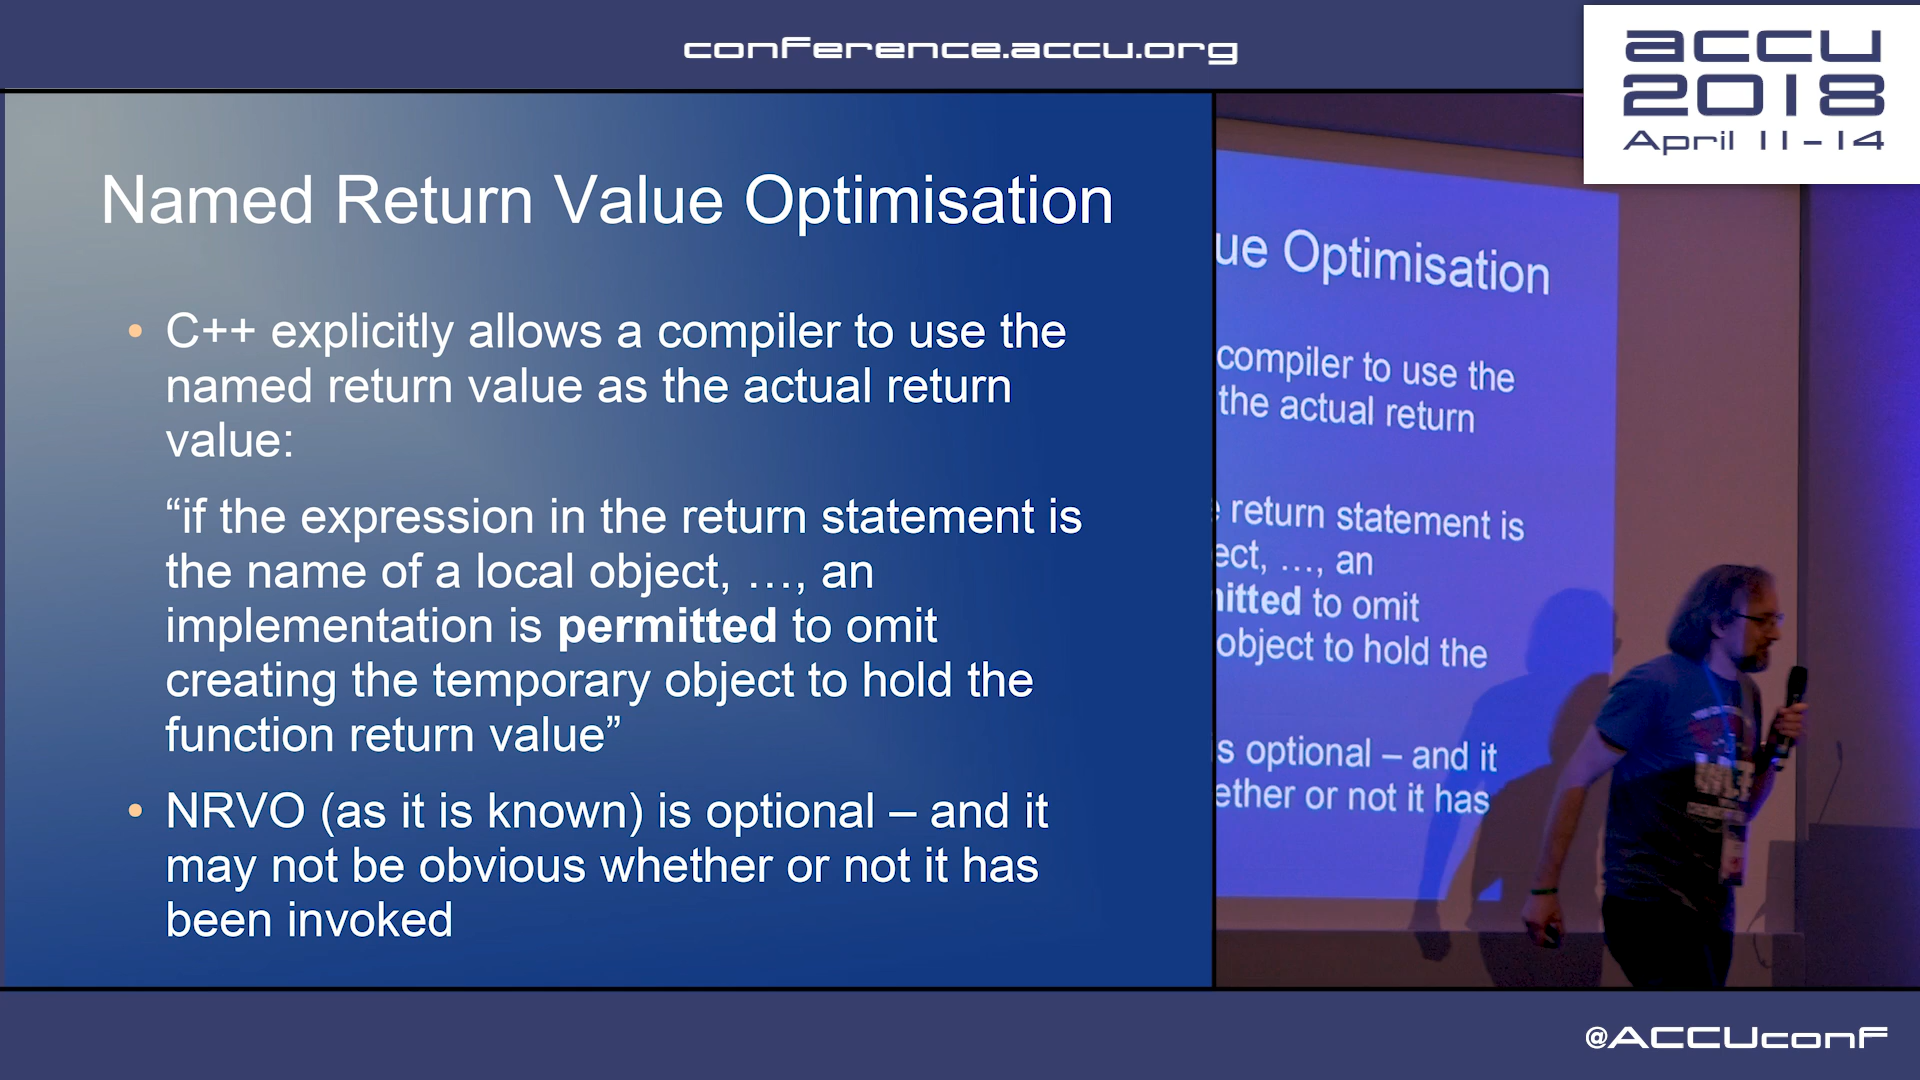 conference.accu.org
accu
2018
April 11-14
Named Return Value Optimisation
• C++ explicitly allows a compiler to use the
named return value as the actual return
value:
“if the expression in the return statement is
the name of a local object, …, an
implementation is permitted to omit
creating the temporary object to hold the
function return value”
• NRVO (as it is known) is optional – and it
may not be obvious whether or not it has
been invoked
ue Optimisation
compiler to use the
the actual return
return statement is
ect, …, an
itted to omit
object to hold the
s optional – and it
ether or not it has
@ACCUconf